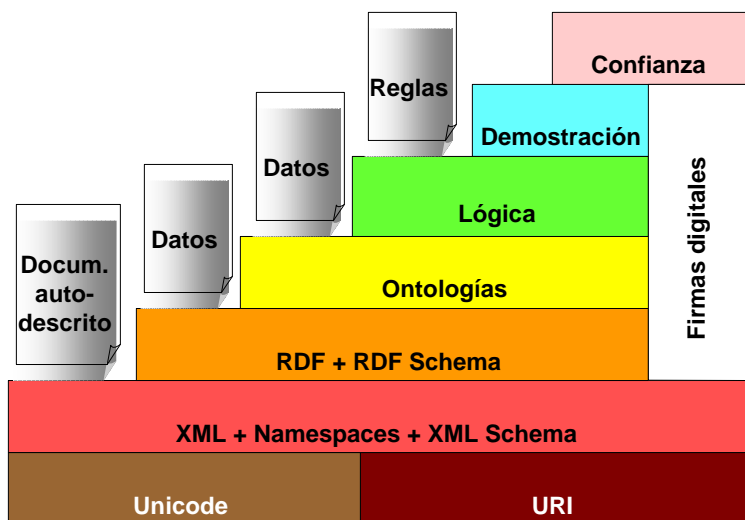 Confianza
Reglas
Demostración
Datos
Lógica
Datos
Ontologías
Docum.
auto-
descrito
RDF + RDF Schema
Firmas digitales
XML + Namespaces + XML Schema
Unicode
URI